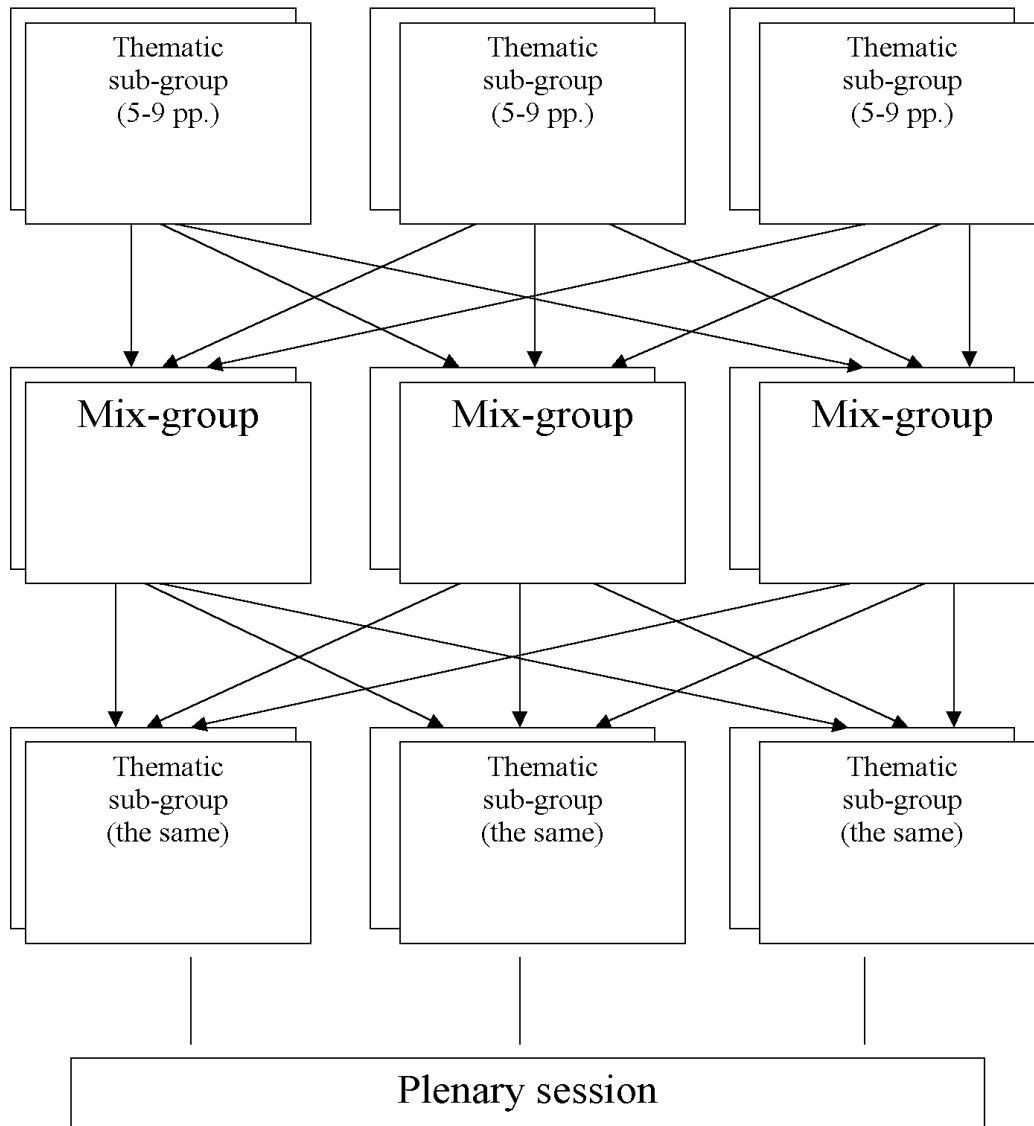 Thematic
sub-group
(5-9 pp.)
Thematic
sub-group
(5-9 pp.)
Thematic
sub-group
(5-9 pp.)
Mix-group
Mix-group
Mix-group
Thematic
sub-group
(the same)
Thematic
sub-group
(the same)
Thematic
sub-group
(the same)
Plenary session